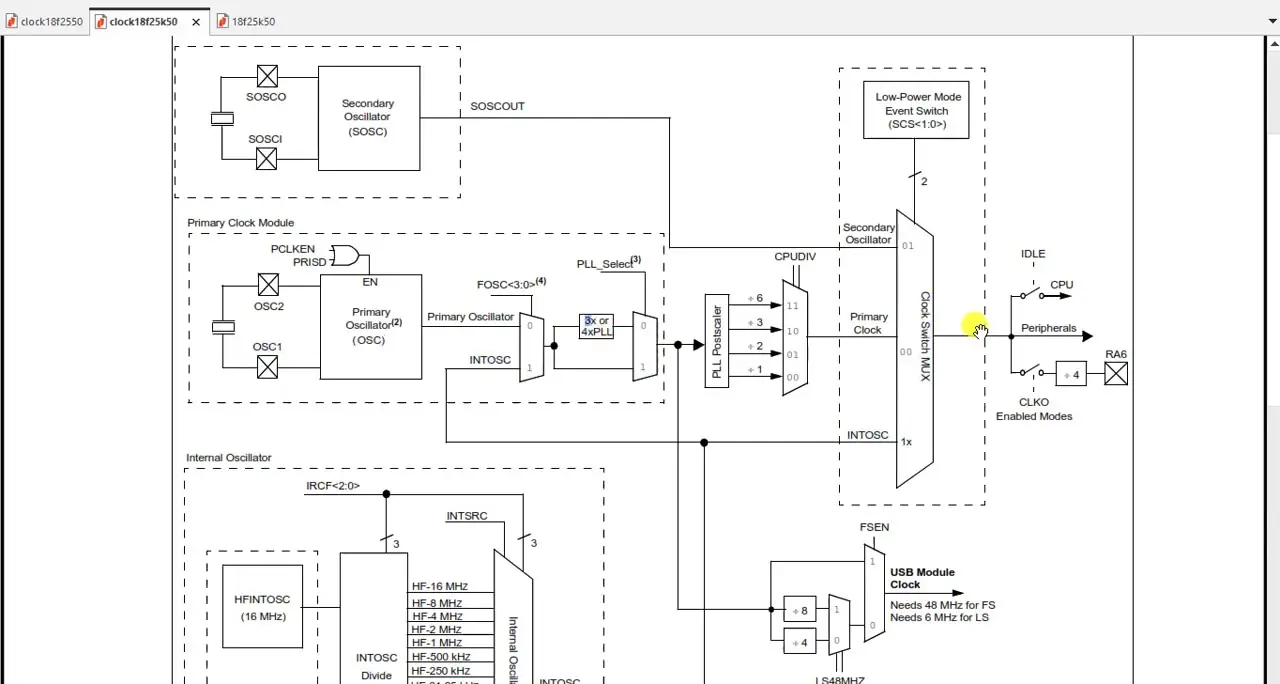 clock18f2550
clock18f25k50
18f25k50
SOSCO
SOSCI
Secondary
Oscillator
(SOSC)
SOSCOUT
Low-Power Mode
Event Switch
(SCS<1:0>)
2
Primary Clock Module
PCLKEN
PRISD
EN
OSC2
OSC1
Primary
Oscillator(2)
(OSC)
Primary Oscillator
INTOSC
FOSC<3:0>(4)
0
1
3x or
4xPLL
PLL_Select(3)
0
1
PLL Postscaler
÷ 6
÷ 3
÷ 2
÷ 1
CPUDIV
11
10
01
00
Secondary
Oscillator
01
Primary
Clock
00
INTOSC
1x
Clock Switch MUX
IDLE
CPU
Peripherals
RA6
÷ 4
CLKO
Enabled Modes
Internal Oscillator
IRCF<2:0>
3
INTSRC
3
HFINTOSC
(16 MHz)
INTOSC
Divide
HF-16 MHz
HF-8 MHz
HF-4 MHz
HF-2 MHz
HF-1 MHz
HF-500 kHz
HF-250 kHz
INTOSC
FSEN
1
0
÷ 8
÷ 4
1
0
LS48MHZ
USB Module
Clock
Needs 48 MHz for FS
Needs 6 MHz for LS